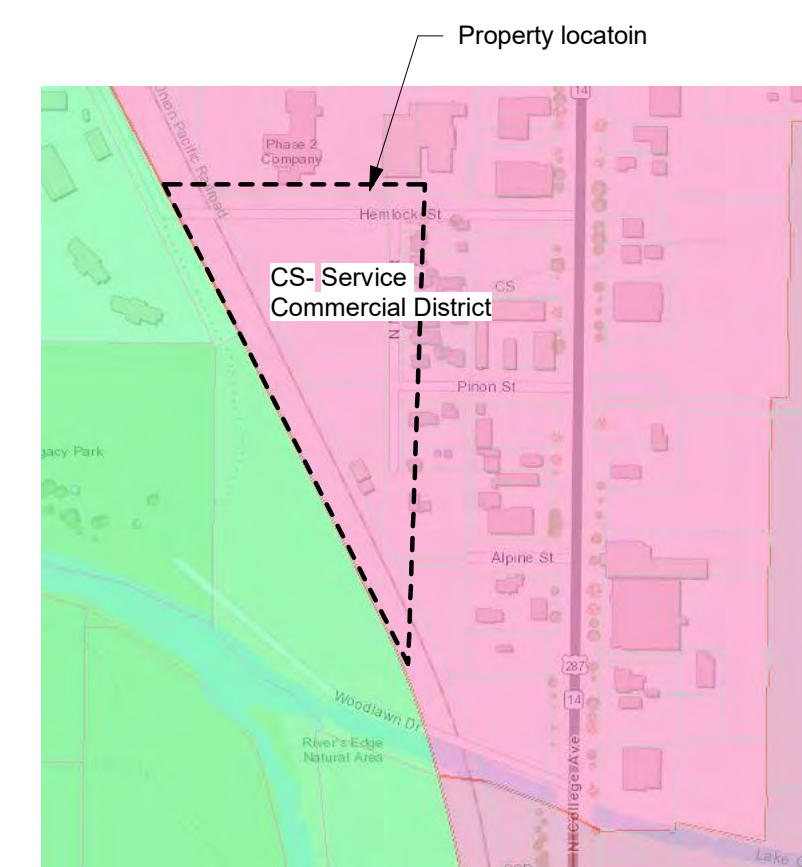 Property locatoin
14
Union Pacific Railroad
Phase 2
Company
Hemlock St
CS- Service
Commercial District
CS
N
Pinon St
gacy Park
Alpine St
287
14
Woodlawn Dr
River's Edge
Natural Area
N College Ave
Lake